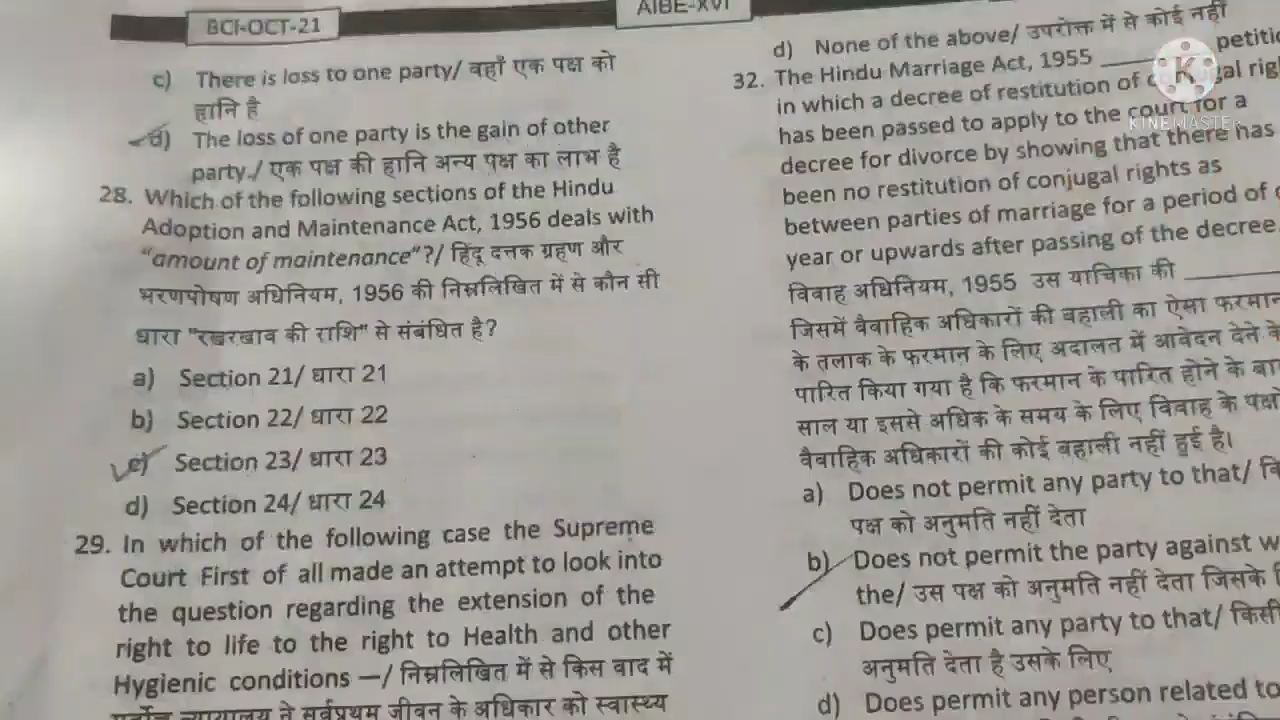 BCI-OCT-21
AIBE-XVI
c) There is loss to one party/ वहाँ एक पक्ष को
हानि है
d) The loss of one party is the gain of other
party./ एक पक्ष की हानि अन्य पक्ष का लाभ है
28. Which of the following sections of the Hindu
Adoption and Maintenance Act, 1956 deals with
"amount of maintenance"?/ हिंदू दत्तक ग्रहण और
भरणपोषण अधिनियम, 1956 की निम्नलिखित में से कौन सी
धारा "रखरखाव की राशि" से संबंधित है?
a) Section 21/ धारा 21
b) Section 22/ धारा 22
c) Section 23/ धारा 23
d) Section 24/ धारा 24
29. In which of the following case the Supreme
Court First of all made an attempt to look into
the question regarding the extension of the
right to life to the right to Health and other
Hygienic conditions —/ निम्नलिखित में से किस वाद में
सर्वोच्च न्यायालय ने सर्वप्रथम जीवन के अधिकार को स्वास्थ्य
d) None of the above/ उपरोक्त में से कोई नहीं
32. The Hindu Marriage Act, 1955 ______
in which a decree of restitution of
has been passed to apply to the court for a
decree for divorce by showing that there has
been no restitution of conjugal rights as
between parties of marriage for a period of
year or upwards after passing of the decree.
विवाह अधिनियम, 1955 उस याचिका की ______
जिसमें वैवाहिक अधिकारों की बहाली का ऐसा फरमान
के तलाक के फरमान के लिए अदालत में आवेदन देने के
पारित किया गया है कि फरमान के पारित होने के बाद
साल या इससे अधिक के समय के लिए विवाह के पक्षों
वैवाहिक अधिकारों की कोई बहाली नहीं हुई है।
a) Does not permit any party to that/
पक्ष को अनुमति नहीं देता
b) Does not permit the party against
the/ उस पक्ष को अनुमति नहीं देता जिसके
c) Does permit any party to that/ किसी
अनुमति देता है उसके लिए
d) Does permit any person related to
K
KINEMASTER